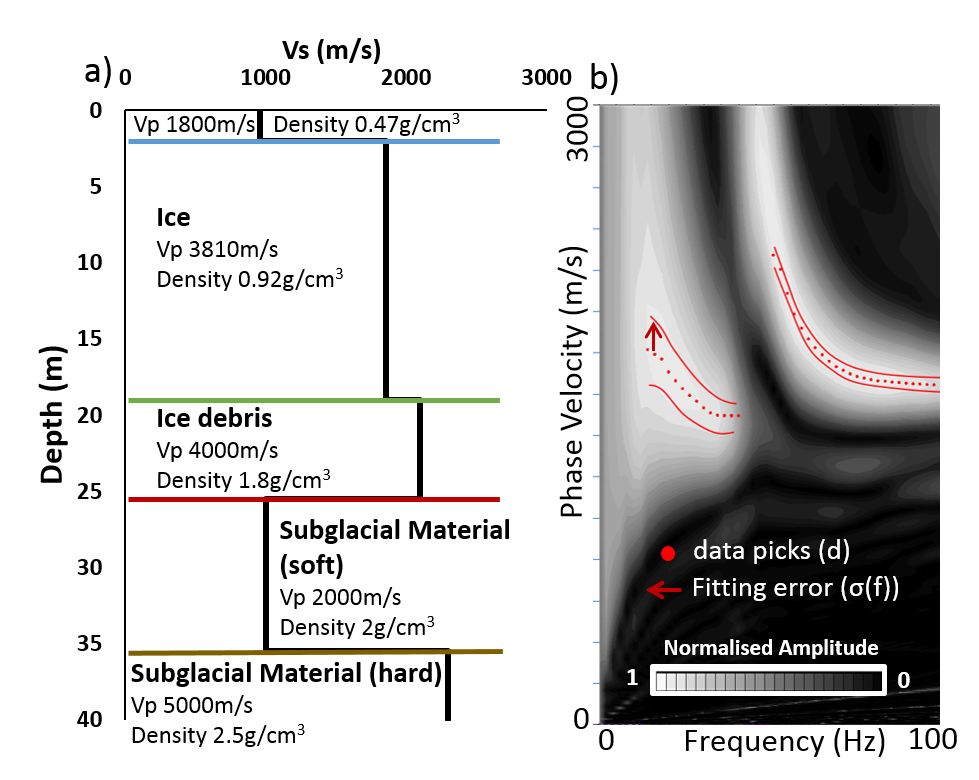 Vs (m/s)
a)
0
1000
2000
3000
0
5
10
15
20
25
30
35
40
Depth (m)
Vp 1800m/s
Density 0.47g/cm³
Ice
Vp 3810m/s
Density 0.92g/cm³
Ice debris
Vp 4000m/s
Density 1.8g/cm³
Subglacial Material
(soft)
Vp 2000m/s
Density 2g/cm³
Subglacial Material (hard)
Vp 5000m/s
Density 2.5g/cm³
b)
3000
Phase Velocity (m/s)
0
data picks (d)
Fitting error (σ(f))
Normalised Amplitude
1
0
0
Frequency (Hz)
100